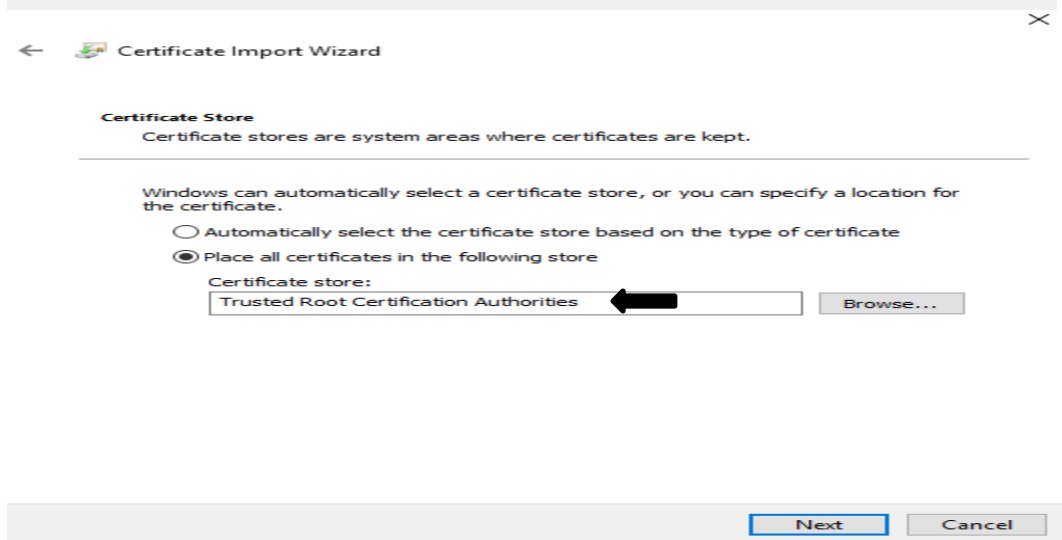 Certificate Import Wizard
Certificate Store
Certificate stores are system areas where certificates are kept.
Windows can automatically select a certificate store, or you can specify a location for
the certificate.
Automatically select the certificate store based on the type of certificate
Place all certificates in the following store
Certificate store:
Trusted Root Certification Authorities
Browse...
Next
Cancel